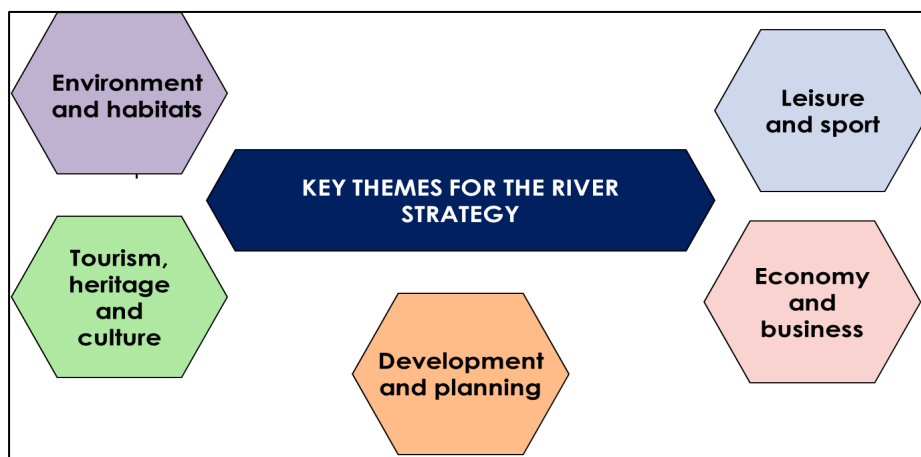 Environment
and habitats
Leisure
and sport
KEY THEMES FOR THE RIVER
STRATEGY
Tourism,
heritage
and
culture
Economy
and
business
Development
and planning